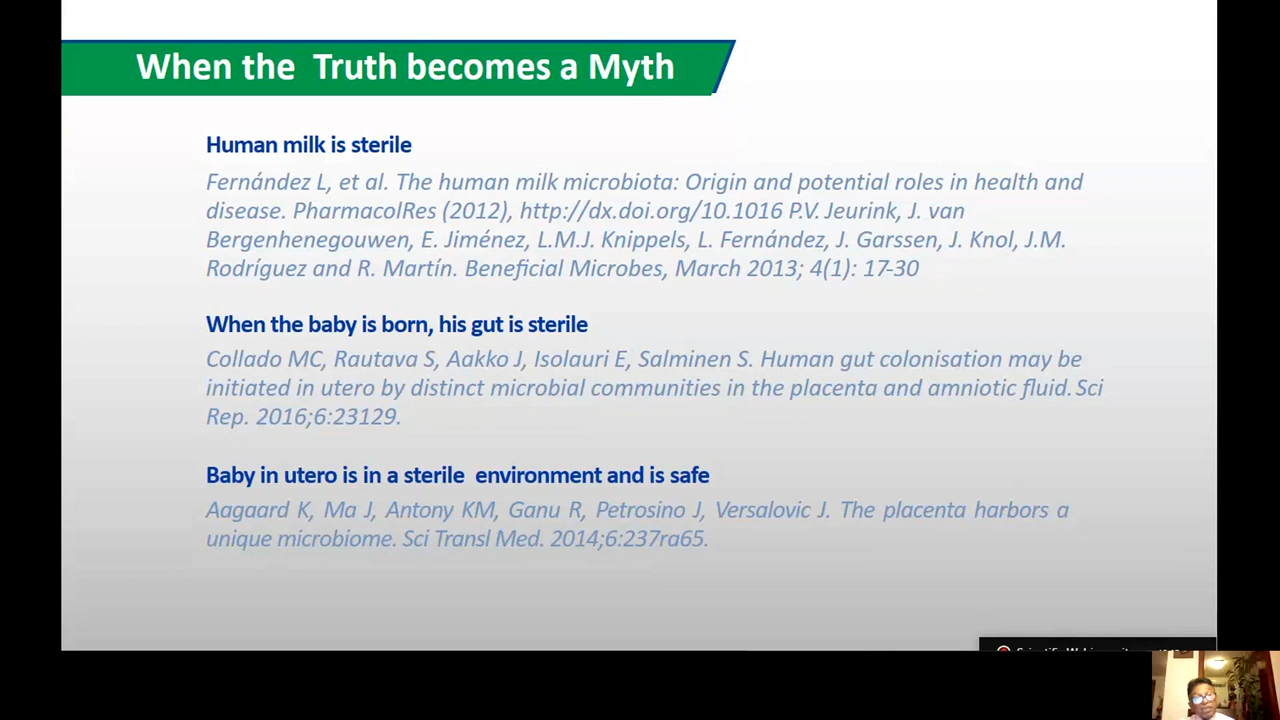 When the Truth becomes a Myth
Human milk is sterile
Fernández L, et al. The human milk microbiota: Origin and potential roles in health and
disease. PharmacolRes (2012), http://dx.doi.org/10.1016 P.V. Jeurink, J. van
Bergenhenegouwen, E. Jiménez, L.M.J. Knippels, L. Fernández, J. Garssen, J. Knol, J.M.
Rodríguez and R. Martín. Beneficial Microbes, March 2013; 4(1): 17-30
When the baby is born, his gut is sterile
Collado MC, Rautava S, Aakko J, Isolauri E, Salminen S. Human gut colonisation may be
initiated in utero by distinct microbial communities in the placenta and amniotic fluid. Sci
Rep. 2016;6:23129.
Baby in utero is in a sterile environment and is safe
Aagaard K, Ma J, Antony KM, Ganu R, Petrosino J, Versalovic J. The placenta harbors a
unique microbiome. Sci Transl Med. 2014;6:237ra65.